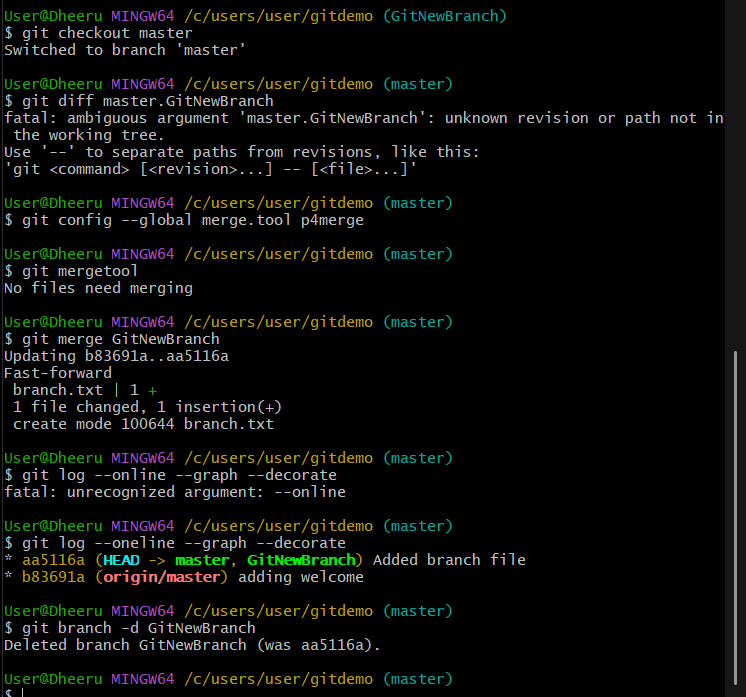 User@Dheeru MINGW64 /c/users/user/gitdemo (GitNewBranch)
$ git checkout master
Switched to branch 'master'
User@Dheeru MINGW64 /c/users/user/gitdemo (master)
$ git diff master.GitNewBranch
fatal: ambiguous argument 'master.GitNewBranch': unknown revision or path not in
 the working tree.
Use '--' to separate paths from revisions, like this:
'git <command> [<revision>...] -- [<file>...]'
User@Dheeru MINGW64 /c/users/user/gitdemo (master)
$ git config --global merge.tool p4merge
User@Dheeru MINGW64 /c/users/user/gitdemo (master)
$ git mergetool
No files need merging
User@Dheeru MINGW64 /c/users/user/gitdemo (master)
$ git merge GitNewBranch
Updating b83691a..aa5116a
Fast-forward
 branch.txt | 1 +
 1 file changed, 1 insertion(+)
 create mode 100644 branch.txt
User@Dheeru MINGW64 /c/users/user/gitdemo (master)
$ git log --online --graph --decorate
fatal: unrecognized argument: --online
User@Dheeru MINGW64 /c/users/user/gitdemo (master)
$ git log --oneline --graph --decorate
* aa5116a (HEAD -> master, GitNewBranch) Added branch file
* b83691a (origin/master) adding welcome
User@Dheeru MINGW64 /c/users/user/gitdemo (master)
$ git branch -d GitNewBranch
Deleted branch GitNewBranch (was aa5116a).
User@Dheeru MINGW64 /c/users/user/gitdemo (master)
$